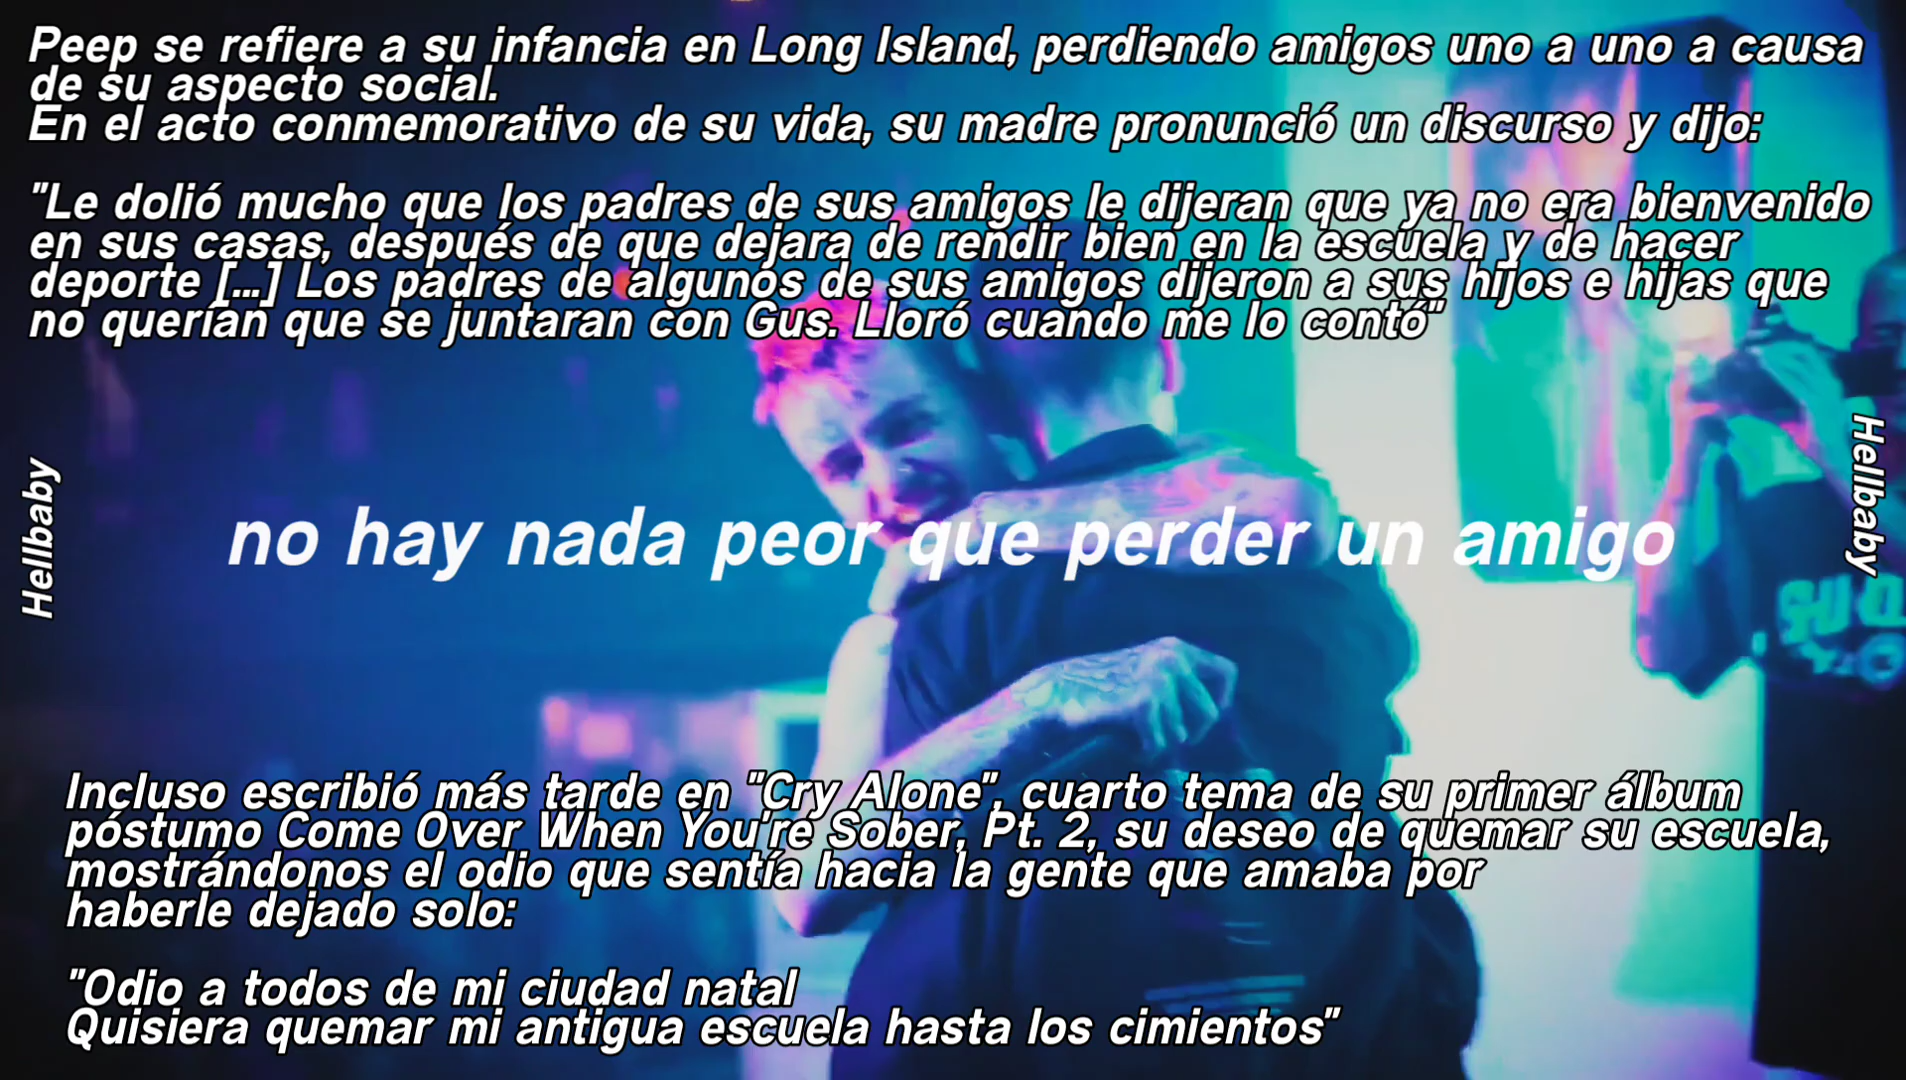 Peep se refiere a su infancia en Long Island, perdiendo amigos uno a uno a causa
de su aspecto social.
En el acto conmemorativo de su vida, su madre pronunció un discurso y dijo:
"Le dolió mucho que los padres de sus amigos le dijeran que ya no era bienvenido
en sus casas, después de que dejara de rendir bien en la escuela y de hacer
deporte [...] Los padres de algunos de sus amigos dijeron a sus hijos e hijas que
no querían que se juntaran con Gus. Lloró cuando me lo contó"
Hellbaby
no hay nada peor que perder un amigo
Hellbaby
Incluso escribió más tarde en "Cry Alone", cuarto tema de su primer álbum
póstumo Come Over When You're Sober, Pt. 2, su deseo de quemar su escuela,
mostrándonos el odio que sentía hacia la gente que amaba por
haberle dejado solo:
"Odio a todos de mi ciudad natal
Quisiera quemar mi antigua escuela hasta los cimientos"